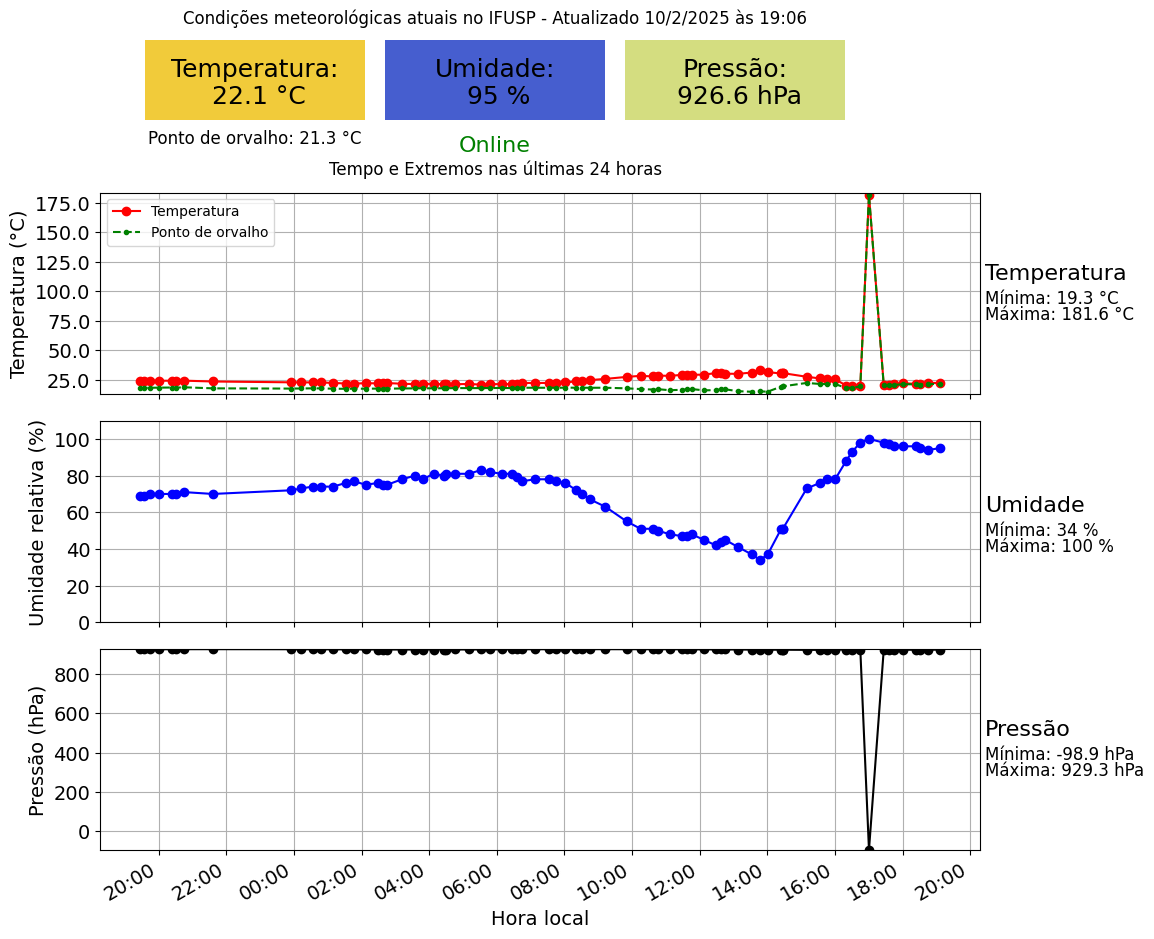 Condições meteorológicas atuais no IFUSP - Atualizado 10/2/2025 às 19:06
Temperatura:
22.1 °C
Umidade:
95 %
Pressão:
926.6 hPa
Ponto de orvalho: 21.3 °C
Online
Tempo e Extremos nas últimas 24 horas
Temperatura (°C)
175.0
150.0
125.0
100.0
75.0
50.0
25.0
Temperatura
Ponto de orvalho
Temperatura
Mínima: 19.3 °C
Máxima: 181.6 °C
Umidade relativa (%)
100
80
60
40
20
0
Umidade
Mínima: 34 %
Máxima: 100 %
Pressão (hPa)
800
600
400
200
0
Pressão
Mínima: -98.9 hPa
Máxima: 929.3 hPa
20:00
22:00
00:00
02:00
04:00
06:00
08:00
10:00
12:00
14:00
16:00
18:00
20:00
Hora local